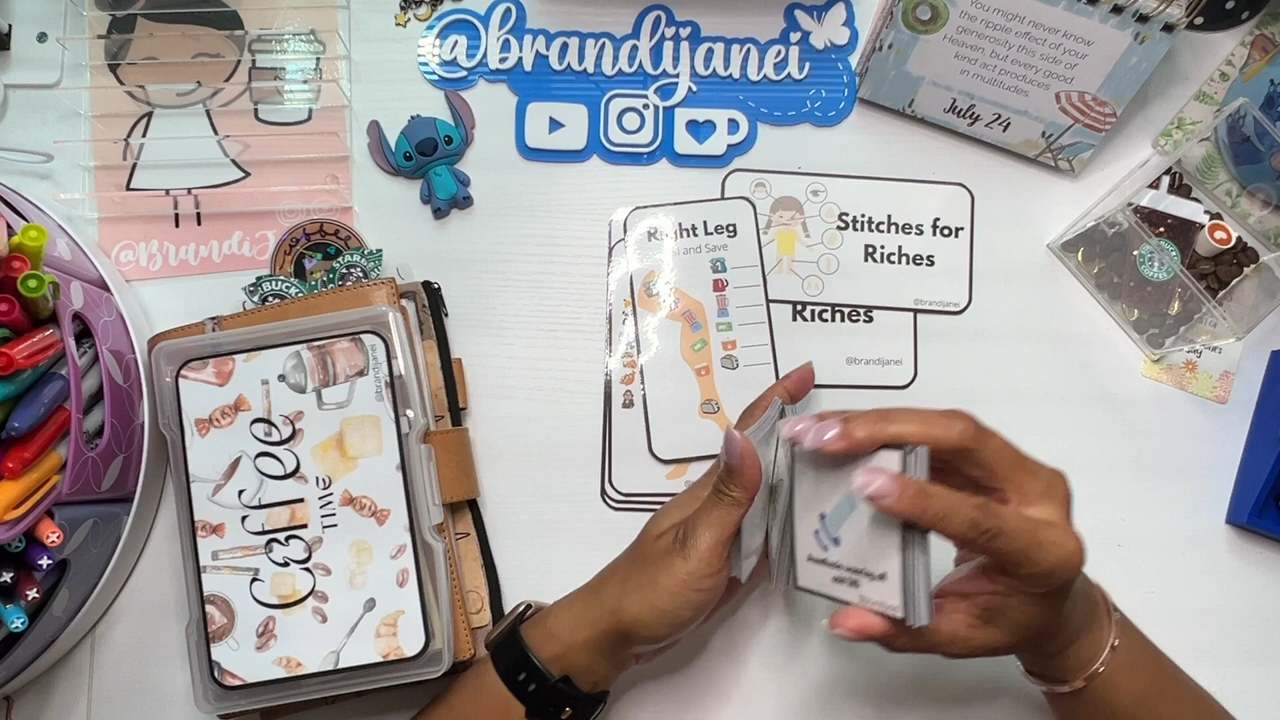 @brandijanei
You might never know
the ripple effect of your
generosity this side of
Heaven, but every good
kind act produces
in multitudes.
July 24
@BrandiJ
coffee
Right Leg
and Save
Stitches for
Riches
@brandijanei
Riches
@brandijanei
Coffee
TIME
@brandijanei